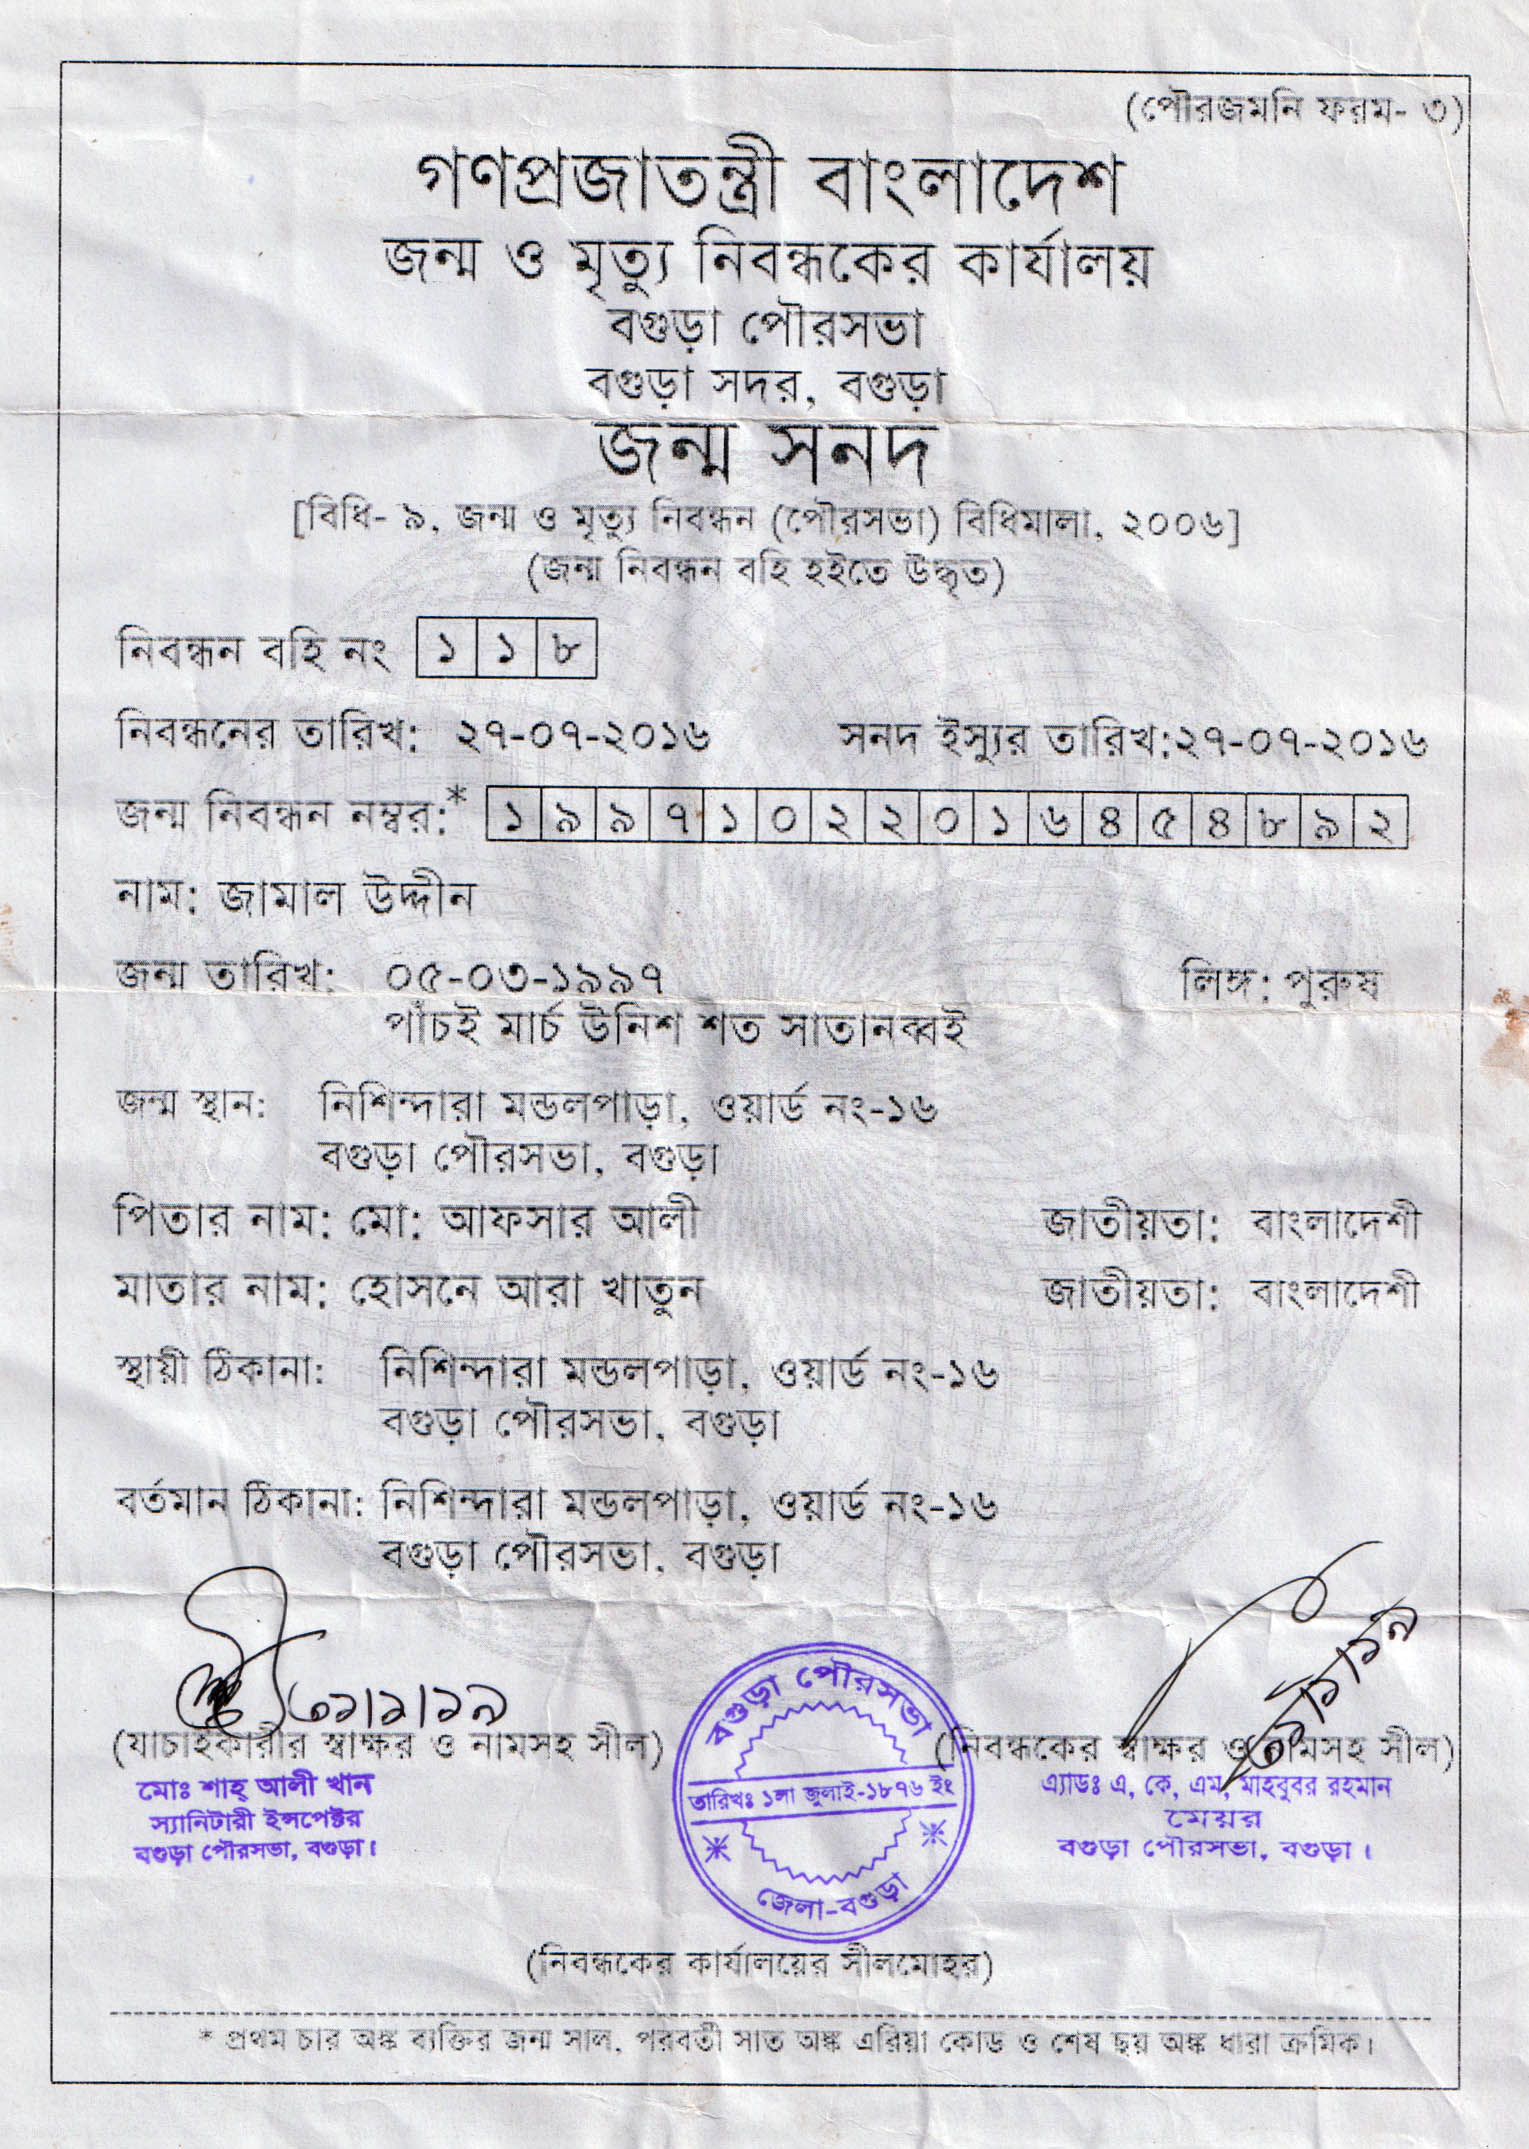 (পৌরজমনি ফরম- ৩)
গণপ্রজাতন্ত্রী বাংলাদেশ
জন্ম ও মৃত্যু নিবন্ধকের কার্যালয়
বগুড়া পৌরসভা
বগুড়া সদর, বগুড়া
জন্ম সনদ
[বিধি- ৯, জন্ম ও মৃত্যু নিবন্ধন (পৌরসভা) বিধিমালা, ২০০৬]
(জন্ম নিবন্ধন বহি হইতে উদ্ধৃত)
নিবন্ধন বহি নং ১ ১ ৮
নিবন্ধনের তারিখ: ২৭-০৭-২০১৬ সনদ ইস্যুর তারিখ:২৭-০৭-২০১৬
জন্ম নিবন্ধন নম্বর:* ১ ৯ ৯ ৭ ১ ০ ২ ২ ০ ১ ৬ ৪ ৫ ৪ ৮ ৯ ২
নাম: জামাল উদ্দীন
জন্ম তারিখ: ০৫-০৩-১৯৯৭ লিঙ্গ: পুরুষ
পাঁচই মার্চ উনিশ শত সাতানব্বই
জন্ম স্থান: নিশিন্দারা মন্ডলপাড়া, ওয়ার্ড নং-১৬
বগুড়া পৌরসভা, বগুড়া
পিতার নাম: মো: আফসার আলী জাতীয়তা: বাংলাদেশী
মাতার নাম: হোসনে আরা খাতুন জাতীয়তা: বাংলাদেশী
স্থায়ী ঠিকানা: নিশিন্দারা মন্ডলপাড়া, ওয়ার্ড নং-১৬
বগুড়া পৌরসভা, বগুড়া
বর্তমান ঠিকানা: নিশিন্দারা মন্ডলপাড়া, ওয়ার্ড নং-১৬
বগুড়া পৌরসভা, বগুড়া
(যাচাইকারীর স্বাক্ষর ও নামসহ সীল) (নিবন্ধকের স্বাক্ষর ও নামসহ সীল)
মোঃ শাহ্ আলী খান
স্যানিটারী ইন্সপেক্টর
বগুড়া পৌরসভা, বগুড়া।
বগুড়া পৌরসভা
তারিখঃ ১লা জুলাই-১৮৭৬ ইং
জেলা-বগুড়া
এ্যাডঃ এ, কে, এম, মাহবুবর রহমান
মেয়র
বগুড়া পৌরসভা, বগুড়া।
(নিবন্ধকের কার্যালয়ের সীলমোহর)
* প্রথম চার অঙ্ক ব্যক্তির জন্ম সাল, পরবর্তী সাত অঙ্ক এরিয়া কোড ও শেষ ছয় অঙ্ক ধারা ক্রমিক।